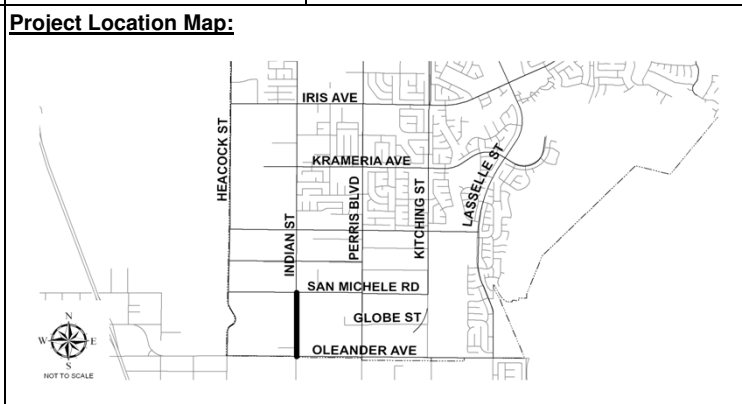 Project Location Map:
IRIS AVE
HEACOCK ST
KRAMERIA AVE
LASSELLE ST
PERRIS BLVD
KITCHING ST
INDIAN ST
SAN MICHELE RD
GLOBE ST
OLEANDER AVE
N
W
E
S
NOT TO SCALE